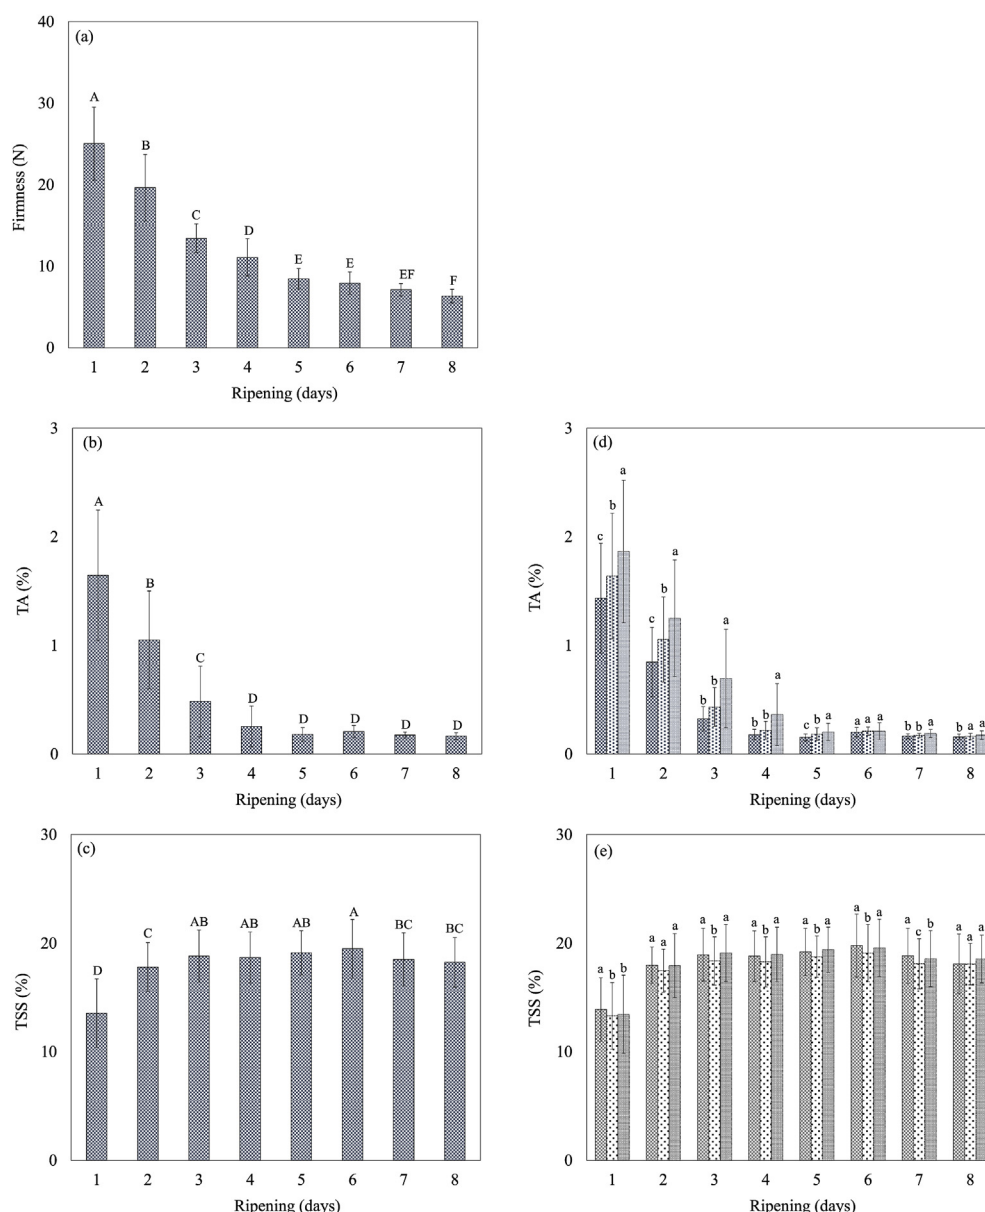 (a)
Firmness (N)
40
30
20
10
0
A
B
C
D
E
E
EF
F
1 2 3 4 5 6 7 8
Ripening (days)
(b)
TA (%)
3
2
1
0
A
B
C
D
D
D
D
D
1 2 3 4 5 6 7 8
Ripening (days)
(d)
TA (%)
3
2
1
0
c b a
c b a
b b a
b b a
c b a
a a a
b b a
b a a
1 2 3 4 5 6 7 8
Ripening (days)
(c)
TSS (%)
30
20
10
0
D
C
AB
AB
AB
A
BC
BC
1 2 3 4 5 6 7 8
Ripening (days)
(e)
TSS (%)
30
20
10
0
a b b
a a a
a b a
a b a
a b a
a b a
a c b
a a a
1 2 3 4 5 6 7 8
Ripening (days)